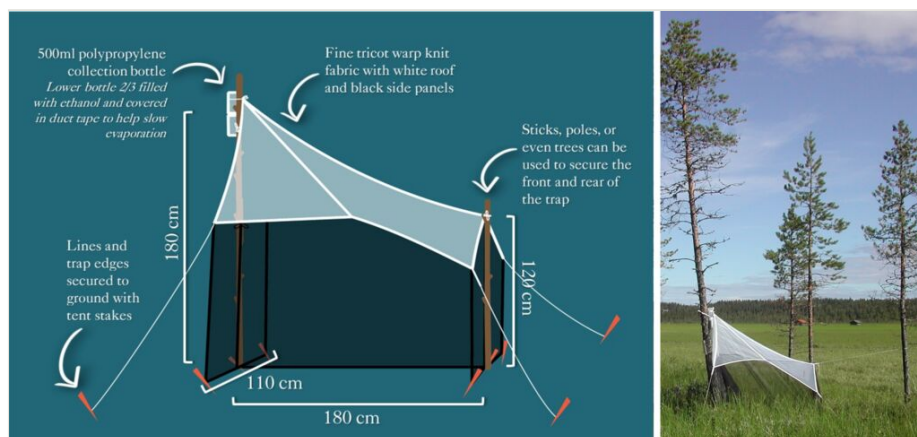 500ml polypropylene
collection bottle
Lower bottle 2/3 filled
with ethanol and covered
in duct tape to help slow
evaporation
Fine tricot warp knit
fabric with white roof
and black side panels
Sticks, poles, or
even trees can be
used to secure the
front and rear of
the trap
180 cm
Lines and
trap edges
secured to
ground with
tent stakes
120 cm
110 cm
180 cm